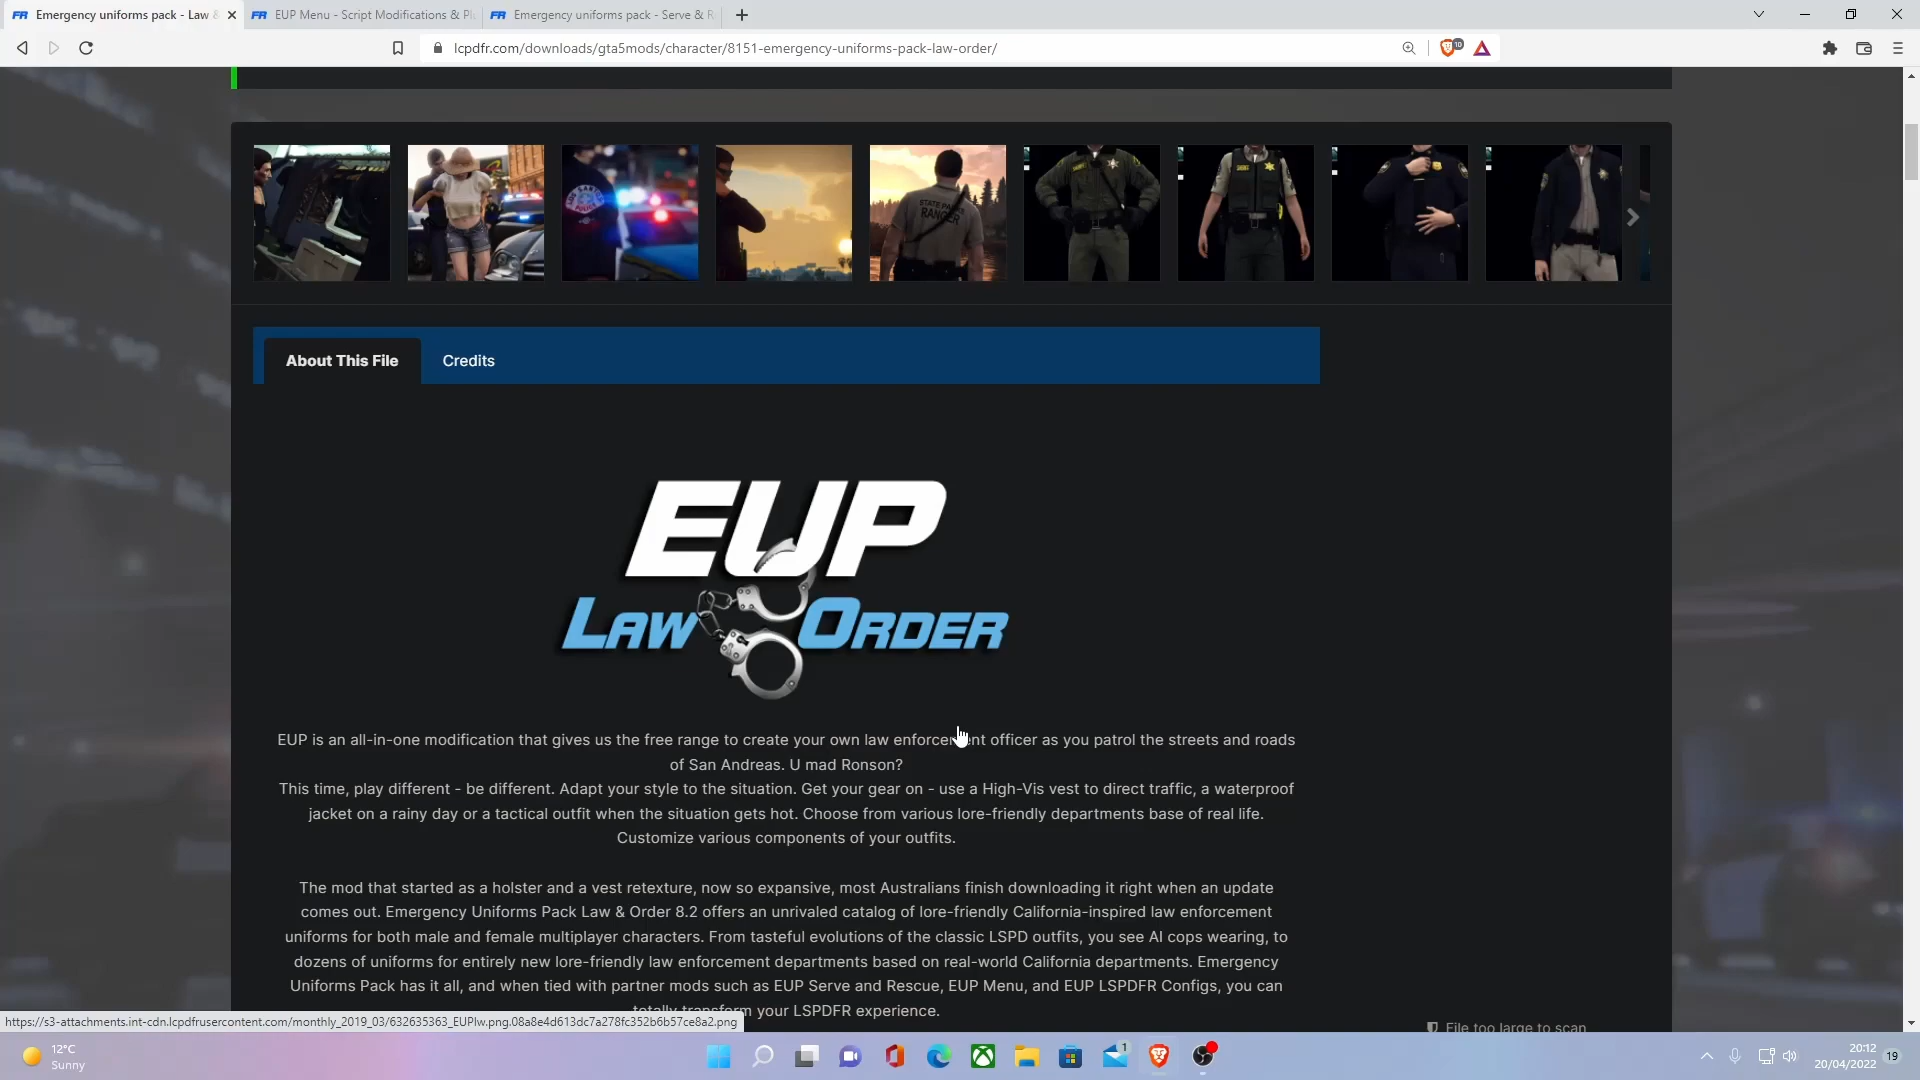 Emergency uniforms pack - Law &
EUP Menu - Script Modifications & Pl
Emergency uniforms pack - Serve & R
lcpdfr.com/downloads/gta5mods/character/8151-emergency-uniforms-pack-law-order/
10
STATE PARKS
RANGER
About This File
Credits
EUP
LAW ORDER
EUP is an all-in-one modification that gives us the free range to create your own law enforcement officer as you patrol the streets and roads
of San Andreas. U mad Ronson?
This time, play different - be different. Adapt your style to the situation. Get your gear on - use a High-Vis vest to direct traffic, a waterproof
jacket on a rainy day or a tactical outfit when the situation gets hot. Choose from various lore-friendly departments base of real life.
Customize various components of your outfits.
The mod that started as a holster and a vest retexture, now so expansive, most Australians finish downloading it right when an update
comes out. Emergency Uniforms Pack Law & Order 8.2 offers an unrivaled catalog of lore-friendly California-inspired law enforcement
uniforms for both male and female multiplayer characters. From tasteful evolutions of the classic LSPD outfits, you see AI cops wearing, to
dozens of uniforms for entirely new lore-friendly law enforcement departments based on real-world California departments. Emergency
Uniforms Pack has it all, and when tied with partner mods such as EUP Serve and Rescue, EUP Menu, and EUP LSPDFR Configs, you can
totally transform your LSPDFR experience.
File too large to scan
https://s3-attachments.int-cdn.lcpdfrusercontent.com/monthly_2019_03/632635363_EUPlw.png.08a8e4d613dc7a278fc352b6b57ce8a2.png
12°C
Sunny
1
20:12
20/04/2022
19